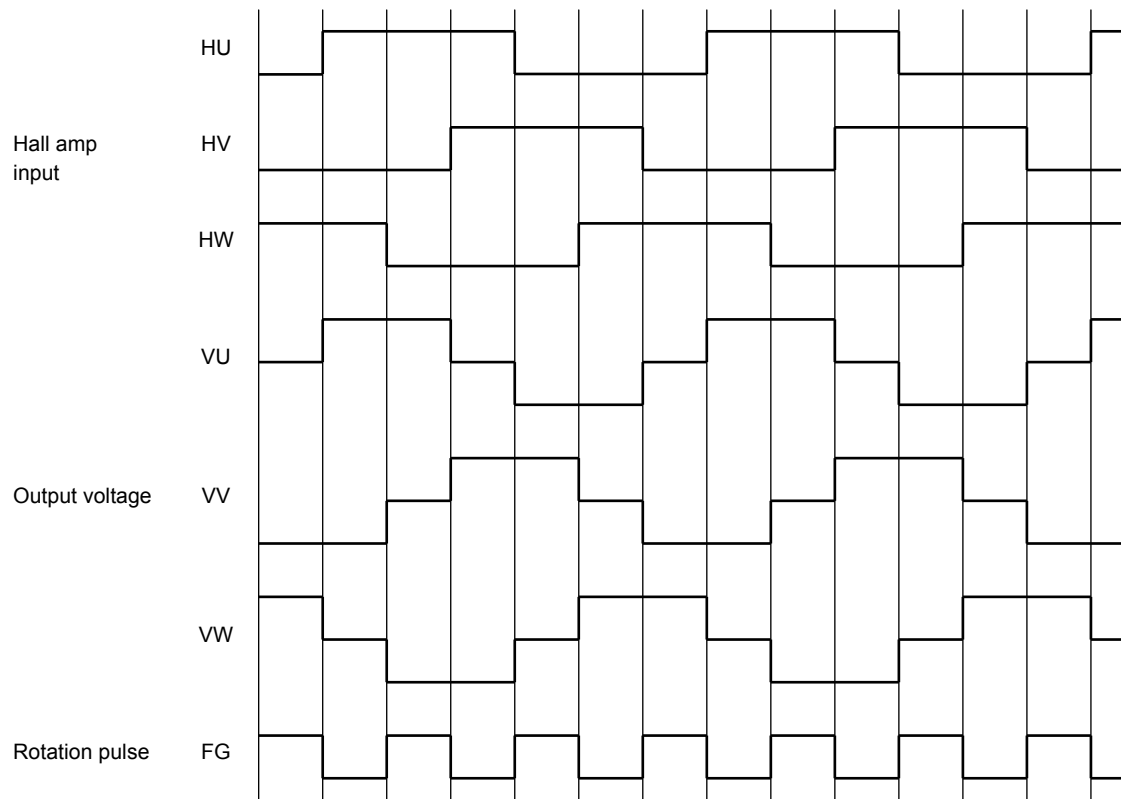 HU
Hall amp
input
HV
HW
VU
Output voltage
VV
VW
Rotation pulse
FG